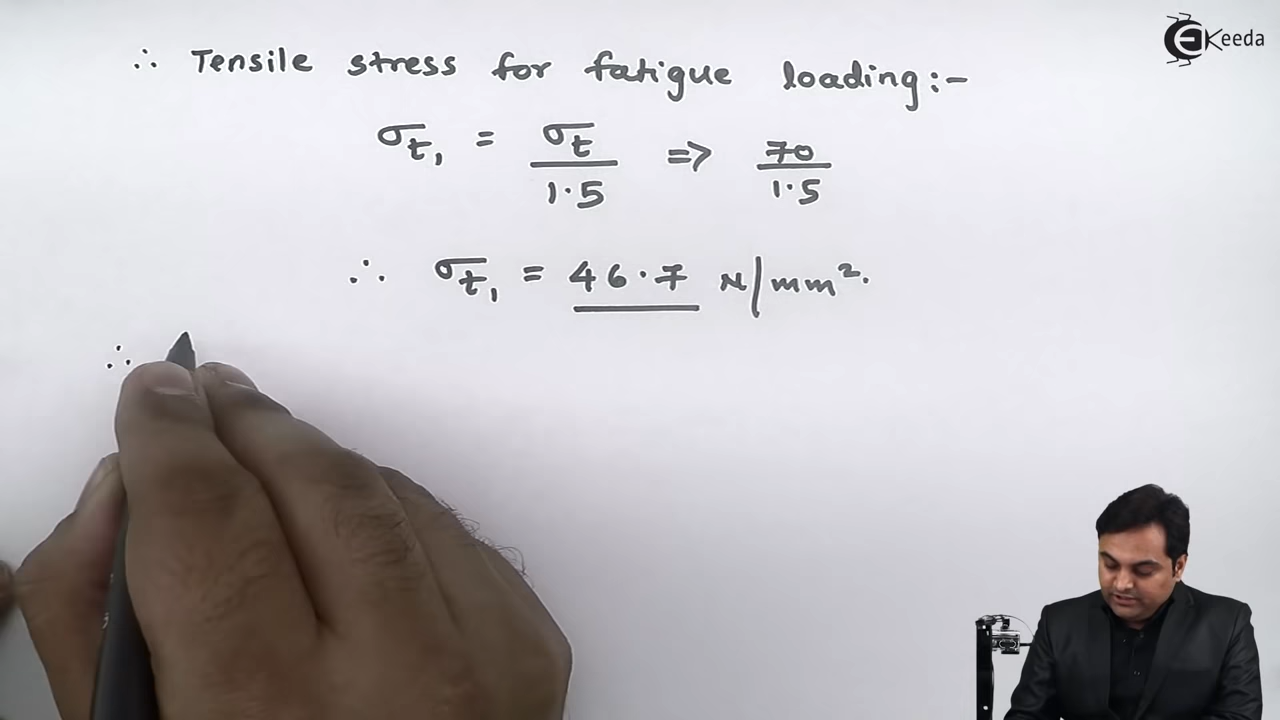 ∴ Tensile stress for fatigue loading:-
σt₁ = σt / 1.5 => 70 / 1.5
∴ σt₁ = 46.7 N/mm².
∴
EKeeda